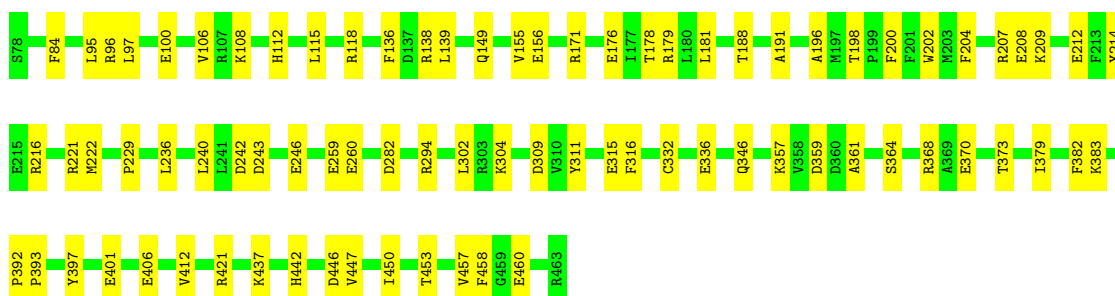 S78 F84 L95 R96 L97 E100 V106 R107 K108 H112 L115 R118 F136 D137 R138 L139 Q149 V155 E156 R171 E176 I177 T178 R179 L180 L181 T188 A191 A196 M197 T198 P199 F200 F201 W202 M203 F204 R207 E208 K209 E212 F213 Y214
E215 R216 R221 M222 P229 L236 L240 L241 D242 D243 E246 E259 E260 D282 R294 L302 R303 K304 D309 V310 Y311 E315 F316 C332 E336 Q346 K357 V358 D359 D360 A361 S364 R368 A369 E370 T373 I379 F382 K383
P392 P393 Y397 E401 E406 V412 R421 K437 H442 D446 V447 I450 T453 V457 F458 G459 E460 R463